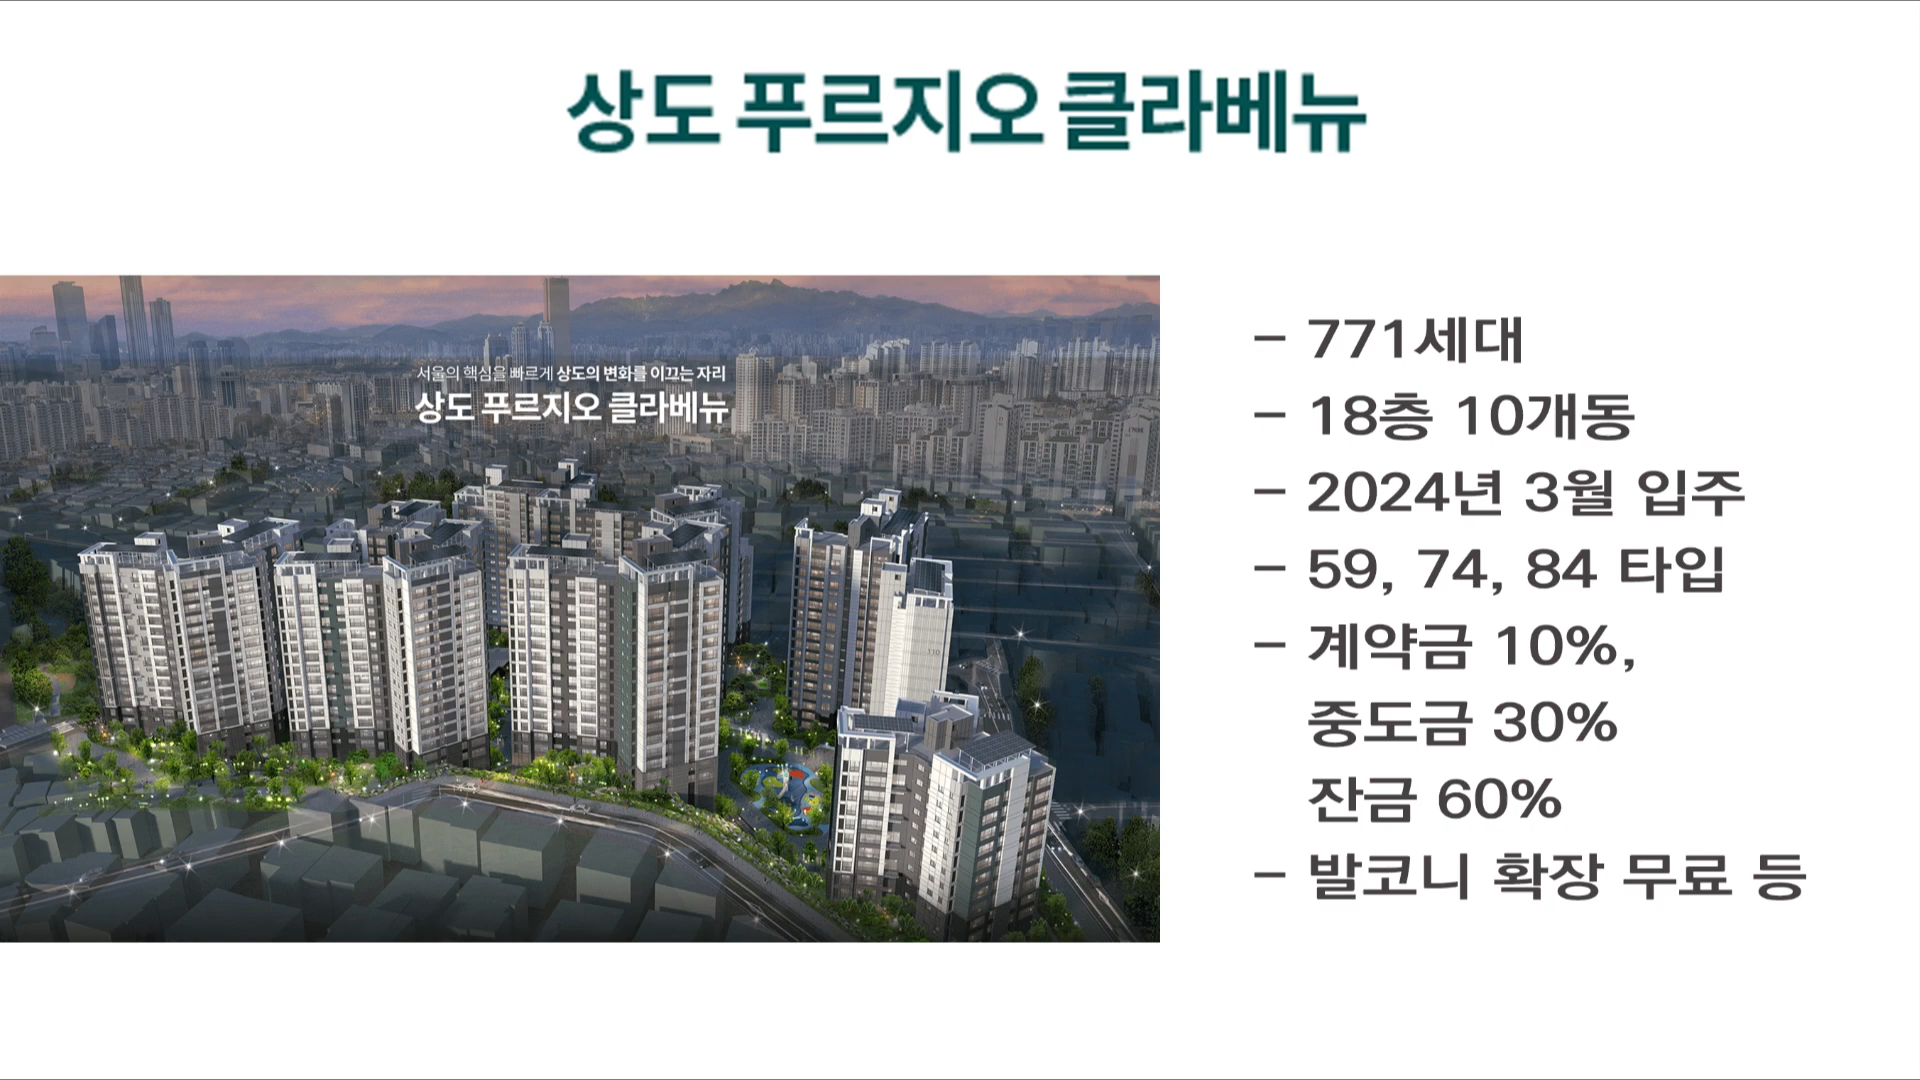 상도 푸르지오 클라베뉴
서울의 핵심을 빠르게 상도의 변화를 이끄는 자리
상도 푸르지오 클라베뉴
- 771세대
- 18층 10개동
- 2024년 3월 입주
- 59, 74, 84 타입
- 계약금 10%,
중도금 30%
잔금 60%
- 발코니 확장 무료 등